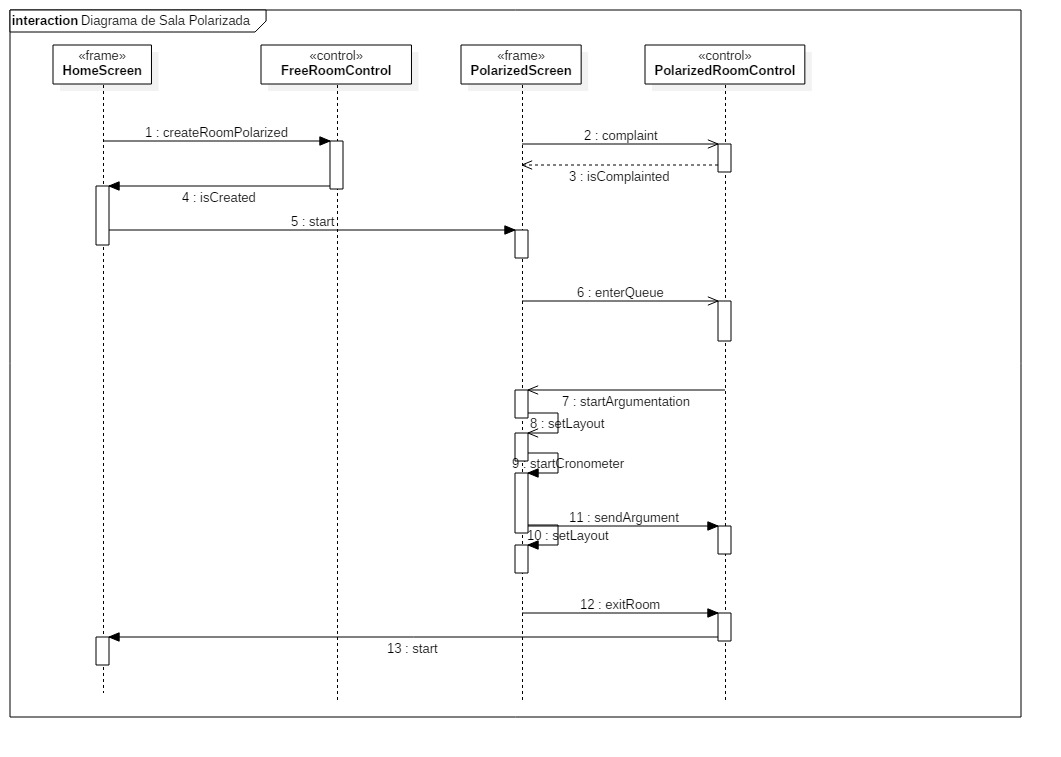 interaction Diagrama de Sala Polarizada
«frame»
HomeScreen
«control»
FreeRoomControl
«frame»
PolarizedScreen
«control»
PolarizedRoomControl
1 : createRoomPolarized
2 : complaint
3 : isComplainted
4 : isCreated
5 : start
6 : enterQueue
7 : startArgumentation
8 : setLayout
9 : startCronometer
11 : sendArgument
10 : setLayout
12 : exitRoom
13 : start